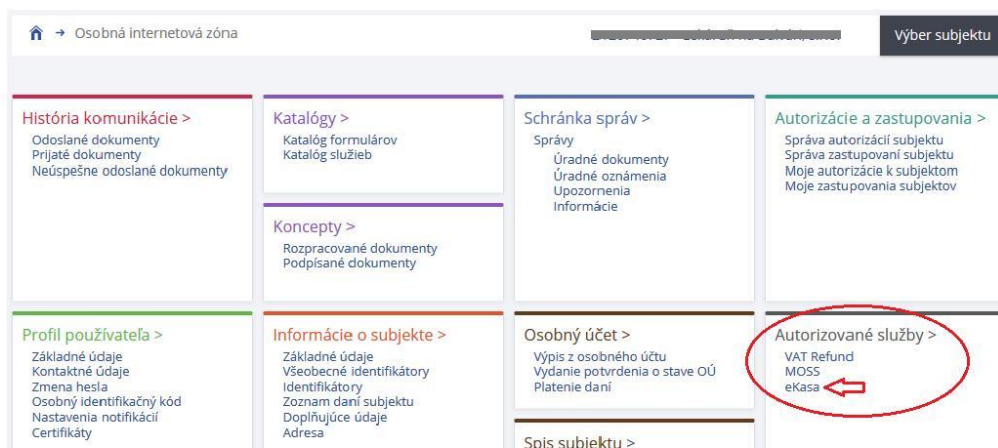 → Osobná internetová zóna
Výber subjektu
História komunikácie >
Odoslané dokumenty
Prijaté dokumenty
Neúspešne odoslané dokumenty
Katalógy >
Katalóg formulárov
Katalóg služieb
Koncepty >
Rozpracované dokumenty
Podpísané dokumenty
Schránka správ >
Správy
Úradné dokumenty
Úradné oznámenia
Upozornenia
Informácie
Autorizácie a zastupovania >
Správa autorizácií subjektu
Správa zastupovaní subjektu
Moje autorizácie k subjektom
Moje zastupovania subjektov
Profil používateľa >
Základné údaje
Kontaktné údaje
Zmena hesla
Osobný identifikačný kód
Nastavenia notifikácií
Certifikáty
Informácie o subjekte >
Základné údaje
Všeobecné identifikátory
Identifikátory
Zoznam daní subjektu
Doplňujúce údaje
Adresa
Osobný účet >
Výpis z osobného účtu
Vydanie potvrdenia o stave OÚ
Platenie daní
Spis subjektu >
Autorizované služby >
VAT Refund
MOSS
eKasa